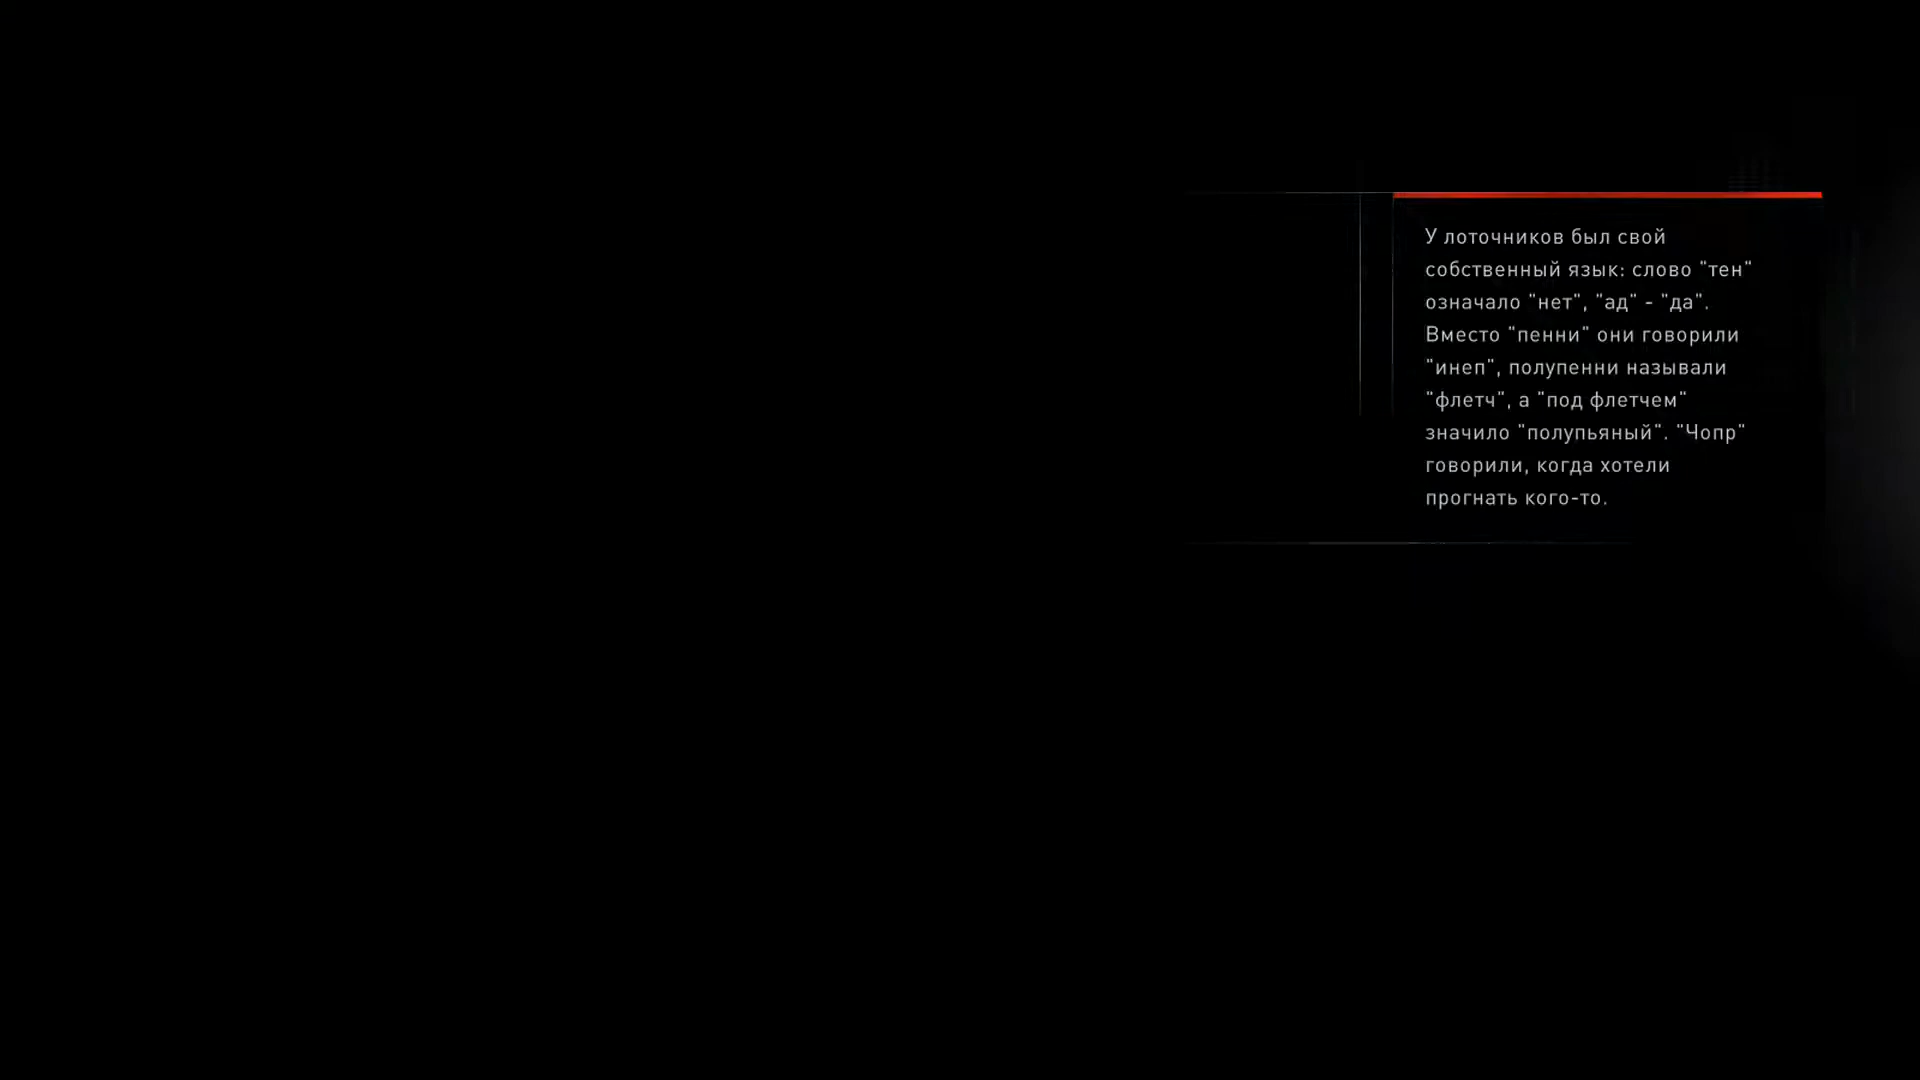 У лоточников был свой
собственный язык: слово "тен"
означало "нет", "ад" - "да".
Вместо "пенни" они говорили
"инеп", полупенни называли
"флетч", а "под флетчем"
значило "полупьяный". "Чопр"
говорили, когда хотели
прогнать кого-то.